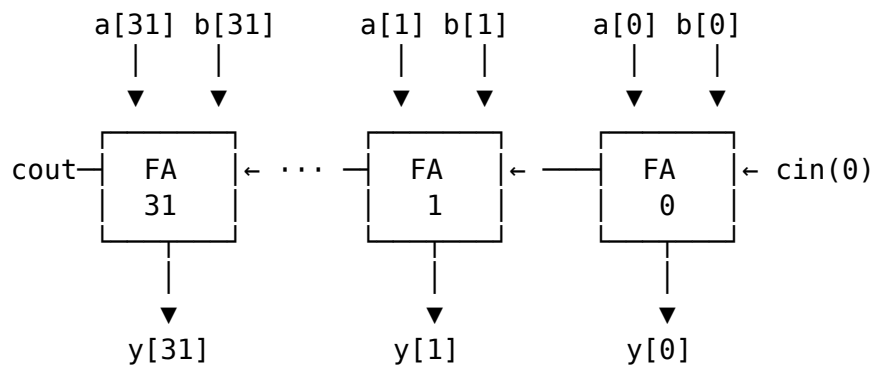 a[31] b[31] a[1] b[1] a[0] b[0]
cout FA ← ··· FA ← FA ← cin(0)
31 1 0
y[31] y[1] y[0]